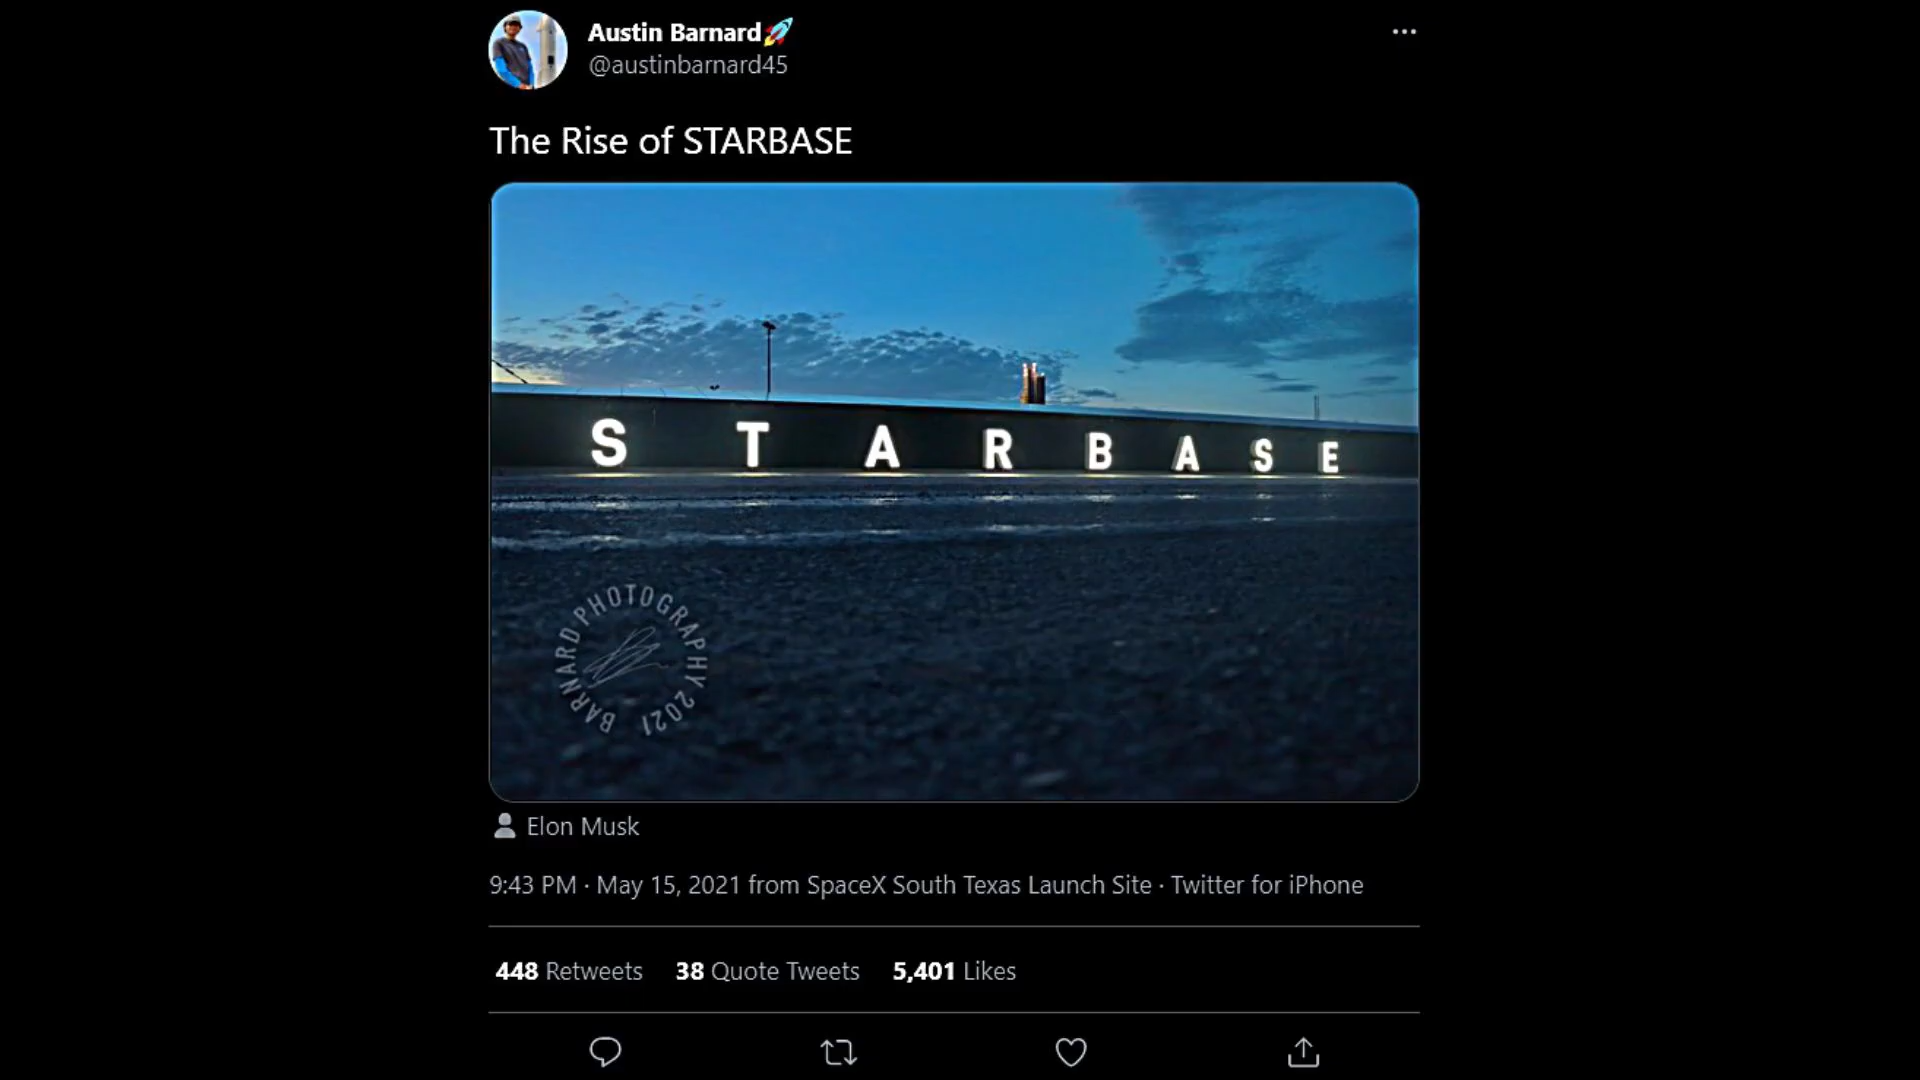 Austin Barnard🚀
@austinbarnard45
The Rise of STARBASE
STARBASE
BARNARD PHOTOGRAPHY 2021
Elon Musk
9:43 PM · May 15, 2021 from SpaceX South Texas Launch Site · Twitter for iPhone
448 Retweets 38 Quote Tweets 5,401 Likes